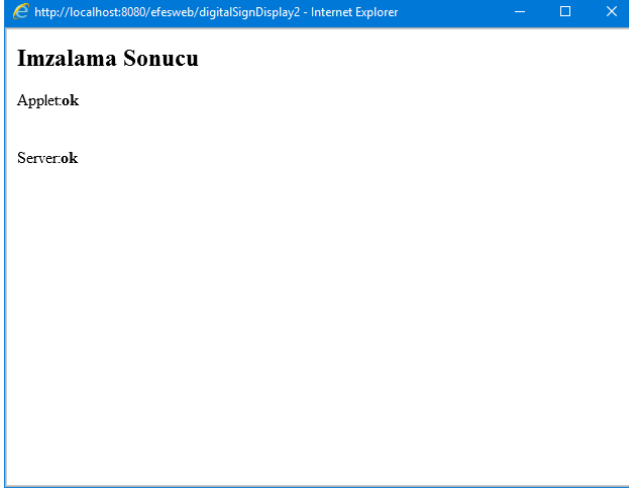 http://localhost:8080/efesweb/digitalSignDisplay2 - Internet Explorer
Imzalama Sonucu
Applet:ok
Server:ok